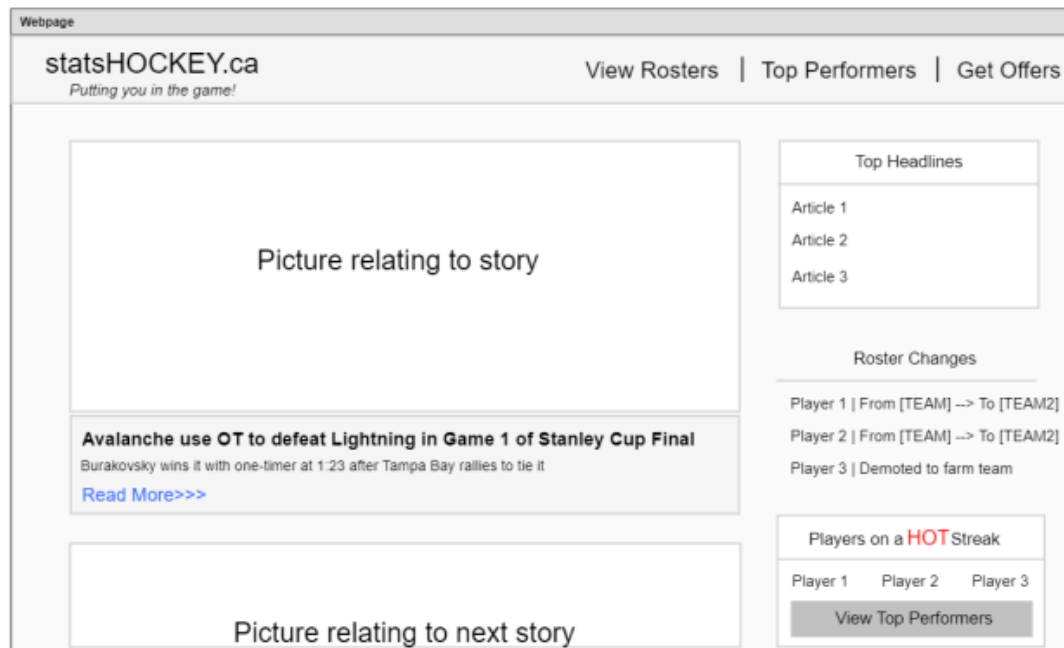 Webpage
statsHOCKEY.ca
Putting you in the game!
View Rosters | Top Performers | Get Offers
Picture relating to story
Avalanche use OT to defeat Lightning in Game 1 of Stanley Cup Final
Burakovsky wins it with one-timer at 1:23 after Tampa Bay rallies to tie it
Read More>>>
Picture relating to next story
Top Headlines
Article 1
Article 2
Article 3
Roster Changes
Player 1 | From [TEAM] --> To [TEAM2]
Player 2 | From [TEAM] --> To [TEAM2]
Player 3 | Demoted to farm team
Players on a HOT Streak
Player 1 Player 2 Player 3
View Top Performers